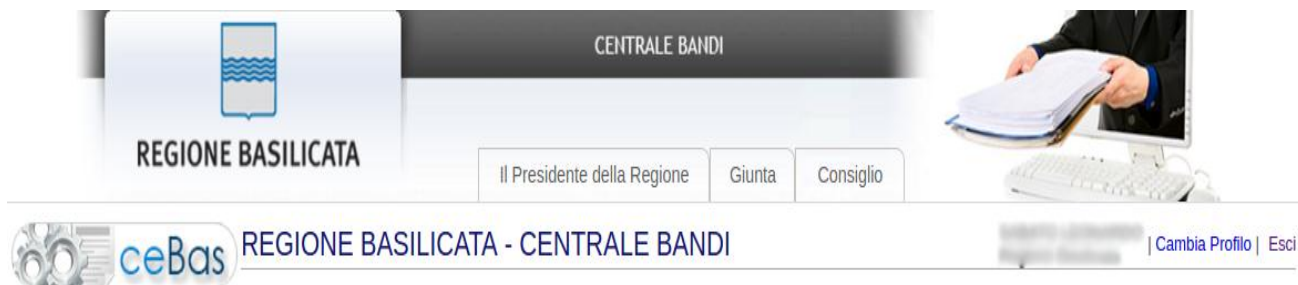 CENTRALE BANDI
REGIONE BASILICATA
Il Presidente della Regione
Giunta
Consiglio
ceBas
REGIONE BASILICATA - CENTRALE BANDI
| Cambia Profilo | Esci